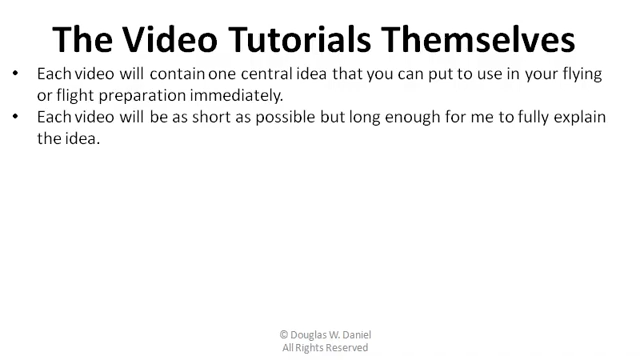 The Video Tutorials Themselves
• Each video will contain one central idea that you can put to use in your flying
or flight preparation immediately.
• Each video will be as short as possible but long enough for me to fully explain
the idea.
© Douglas W. Daniel
All Rights Reserved